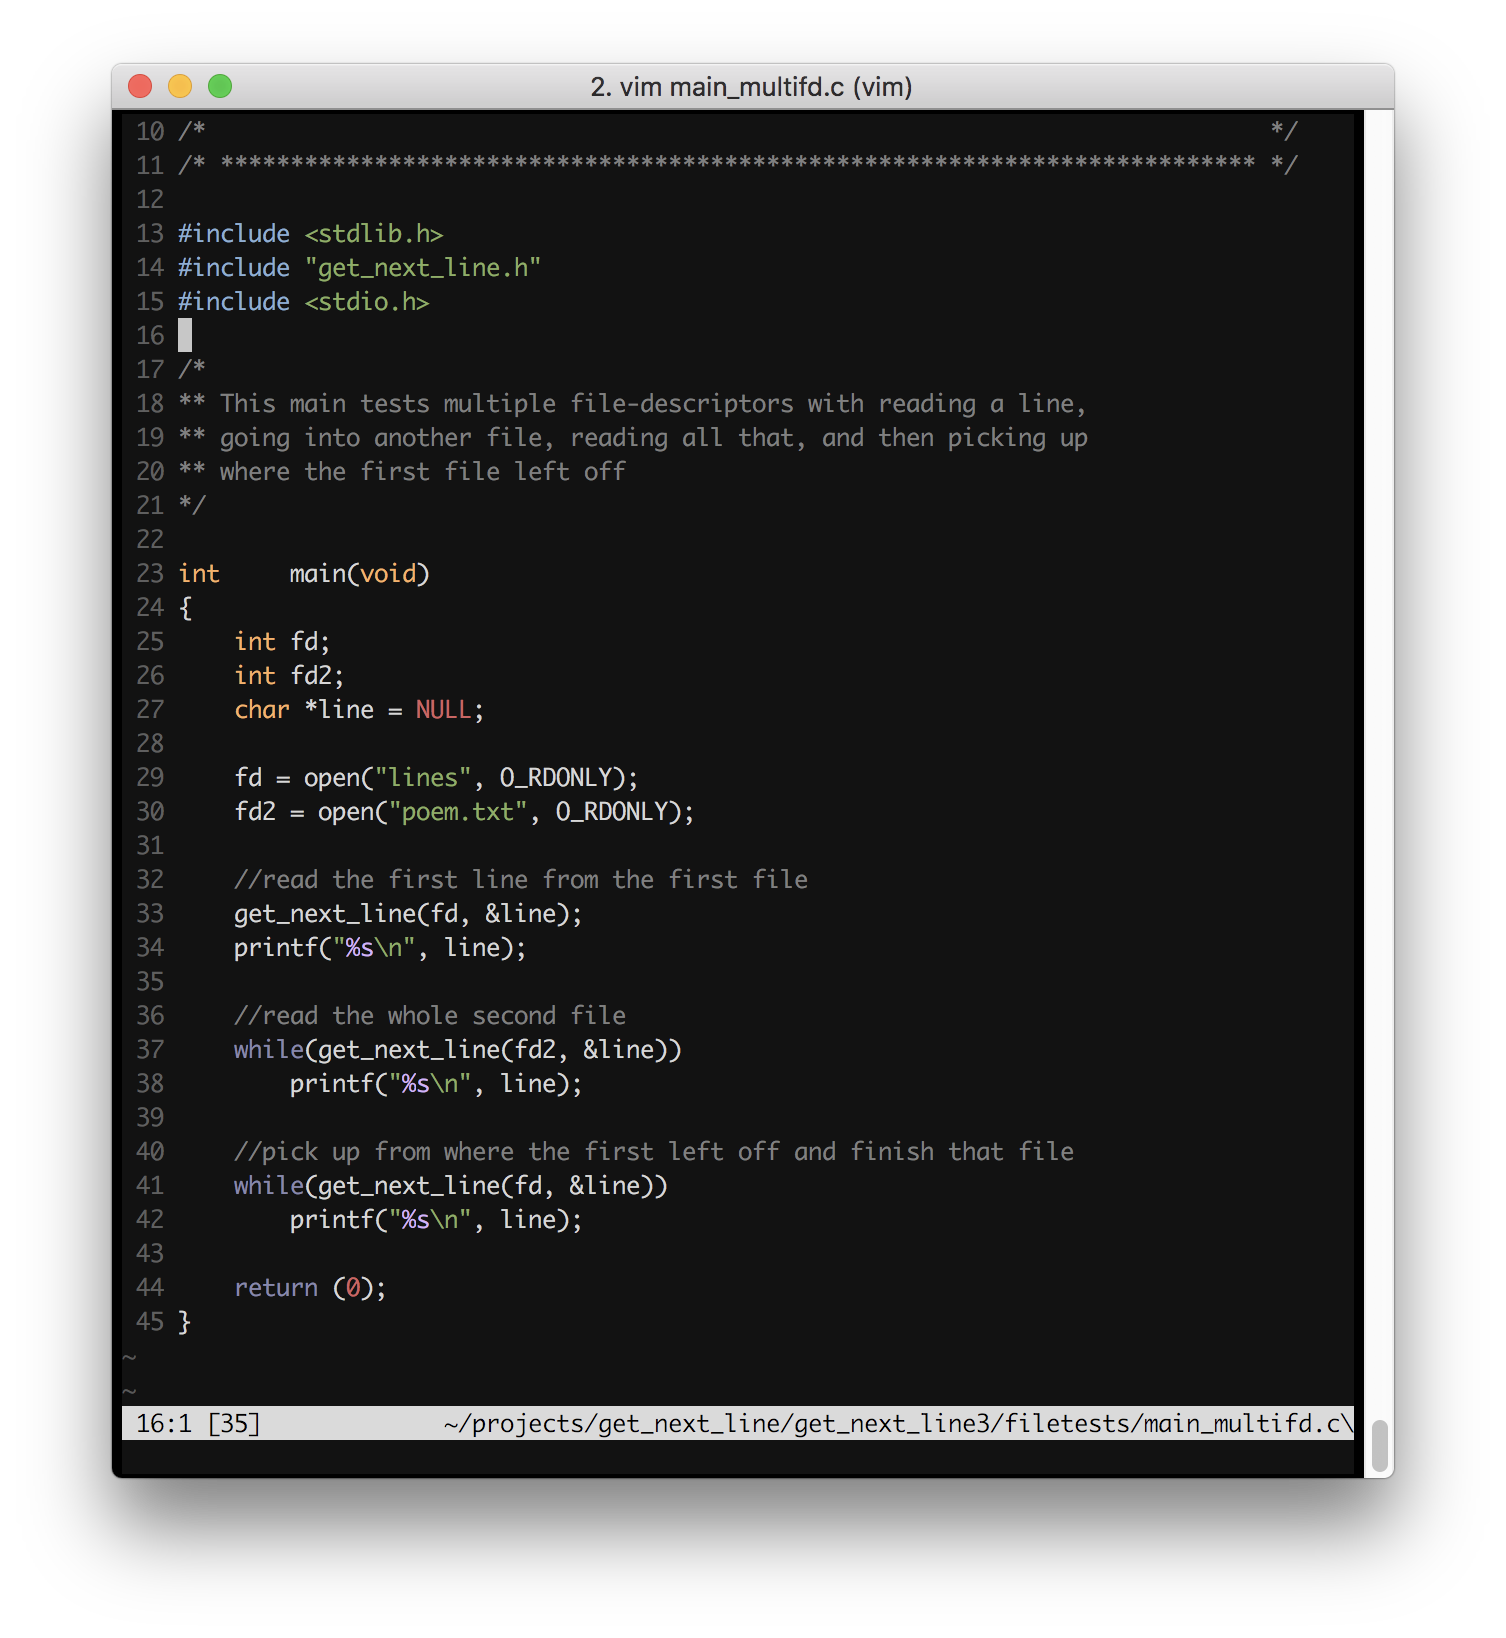 2. vim main_multifd.c (vim)
10 /*                                                                            */
11 /* ************************************************************************** */
12
13 #include <stdlib.h>
14 #include "get_next_line.h"
15 #include <stdio.h>
16
17 /*
18 ** This main tests multiple file-descriptors with reading a line,
19 ** going into another file, reading all that, and then picking up
20 ** where the first file left off
21 */
22
23 int     main(void)
24 {
25     int fd;
26     int fd2;
27     char *line = NULL;
28
29     fd = open("lines", O_RDONLY);
30     fd2 = open("poem.txt", O_RDONLY);
31
32     //read the first line from the first file
33     get_next_line(fd, &line);
34     printf("%s\n", line);
35
36     //read the whole second file
37     while(get_next_line(fd2, &line))
38         printf("%s\n", line);
39
40     //pick up from where the first left off and finish that file
41     while(get_next_line(fd, &line))
42         printf("%s\n", line);
43
44     return (0);
45 }
~
~
16:1 [35]             ~/projects/get_next_line/get_next_line3/filetests/main_multifd.c\